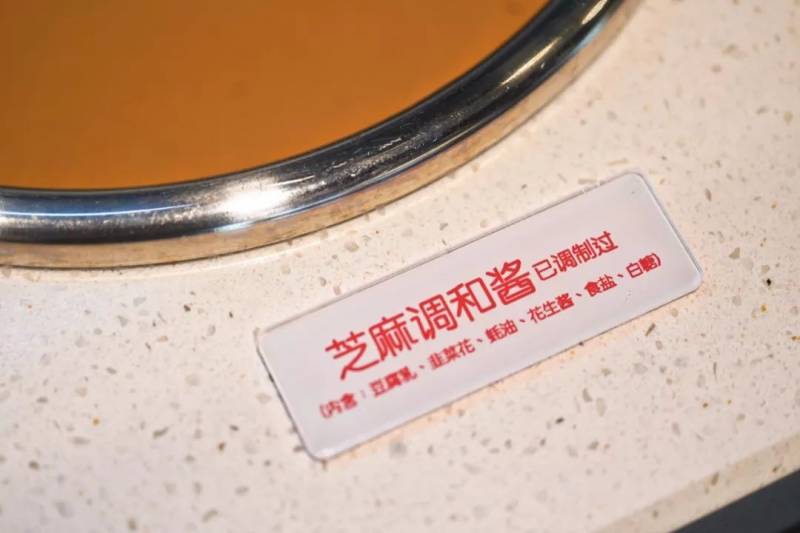 芝麻调和酱 已调制过
(内含：豆腐乳、韭菜花、蚝油、花生酱、食盐、白糖)